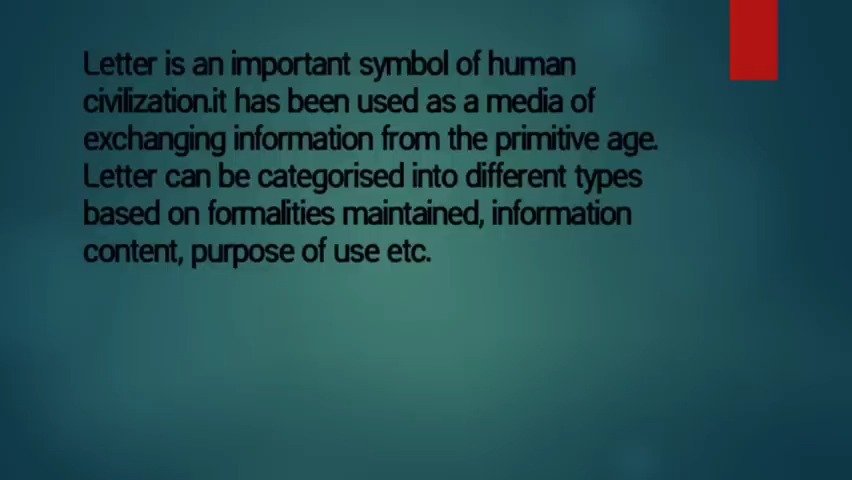 Letter is an important symbol of human
civilization.it has been used as a media of
exchanging information from the primitive age.
Letter can be categorised into different types
based on formalities maintained, information
content, purpose of use etc.